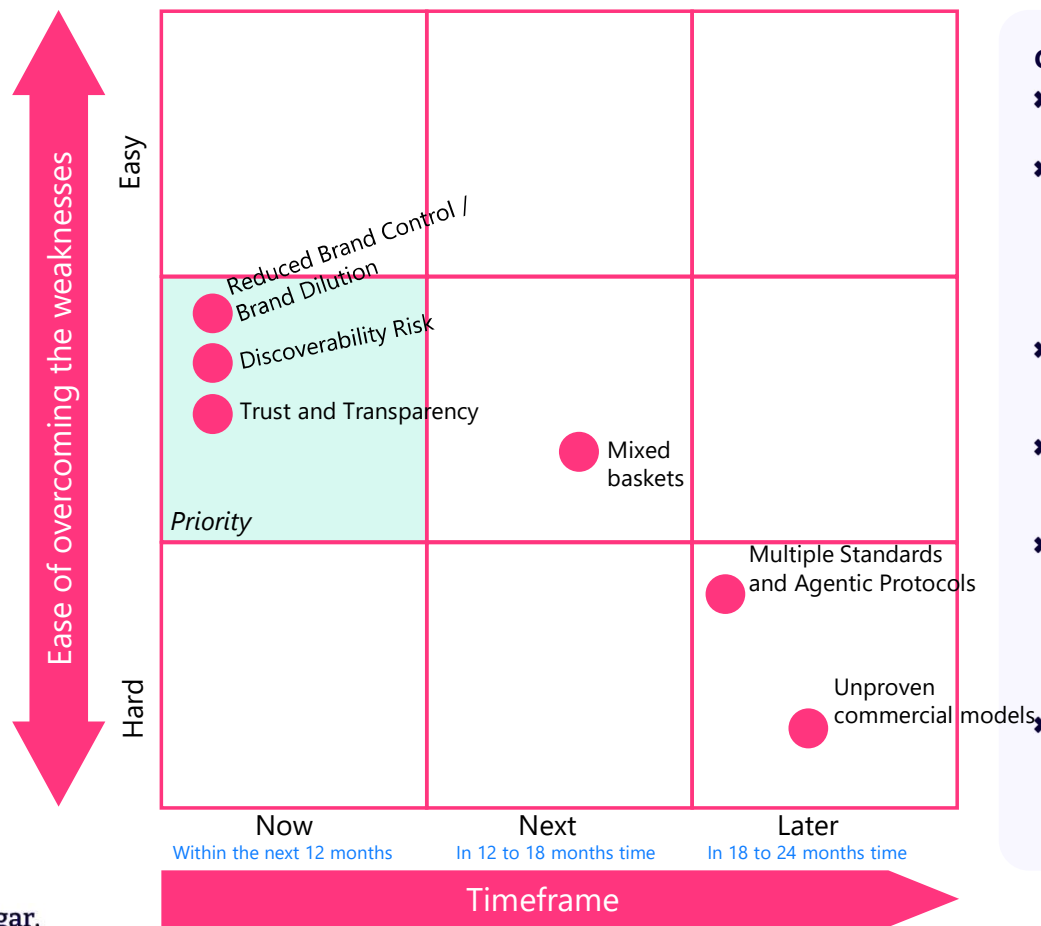 Ease of overcoming the weaknesses
Easy
Hard
Reduced Brand Control /
Brand Dilution
Discoverability Risk
Trust and Transparency
Priority
Mixed
baskets
Multiple Standards
and Agentic Protocols
Unproven
commercial models
Now
Next
Later
Within the next 12 months
In 12 to 18 months time
In 18 to 24 months time
Timeframe